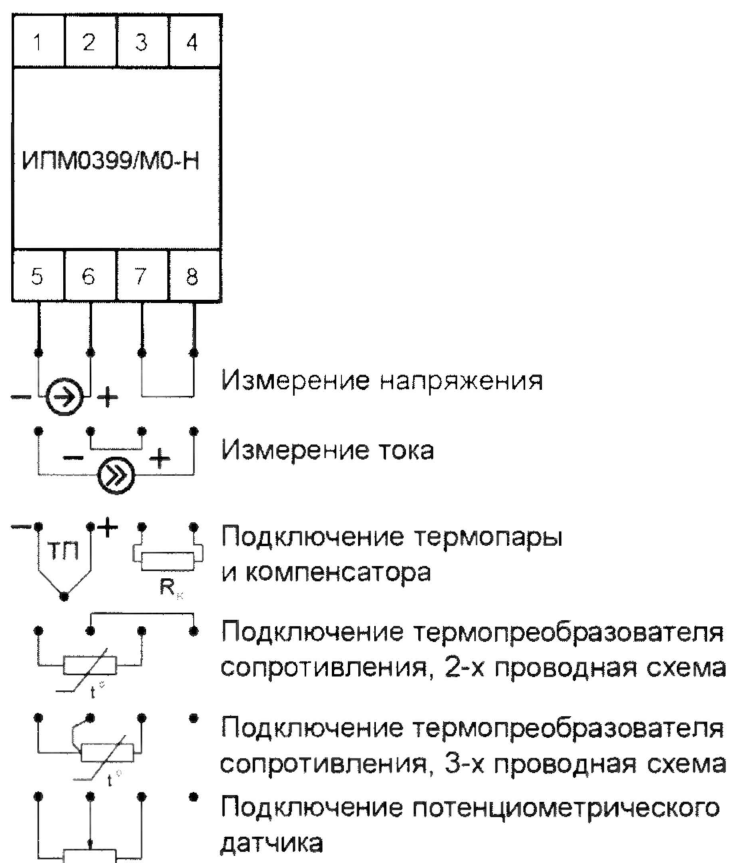 1 2 3 4
ИПМ0399/М0-Н
5 6 7 8
Измерение напряжения
− +
Измерение тока
− +
− +
ТП
Rк
Подключение термопары
и компенсатора
Подключение термопреобразователя
сопротивления, 2-х проводная схема
t°
Подключение термопреобразователя
сопротивления, 3-х проводная схема
t°
Подключение потенциометрического
датчика